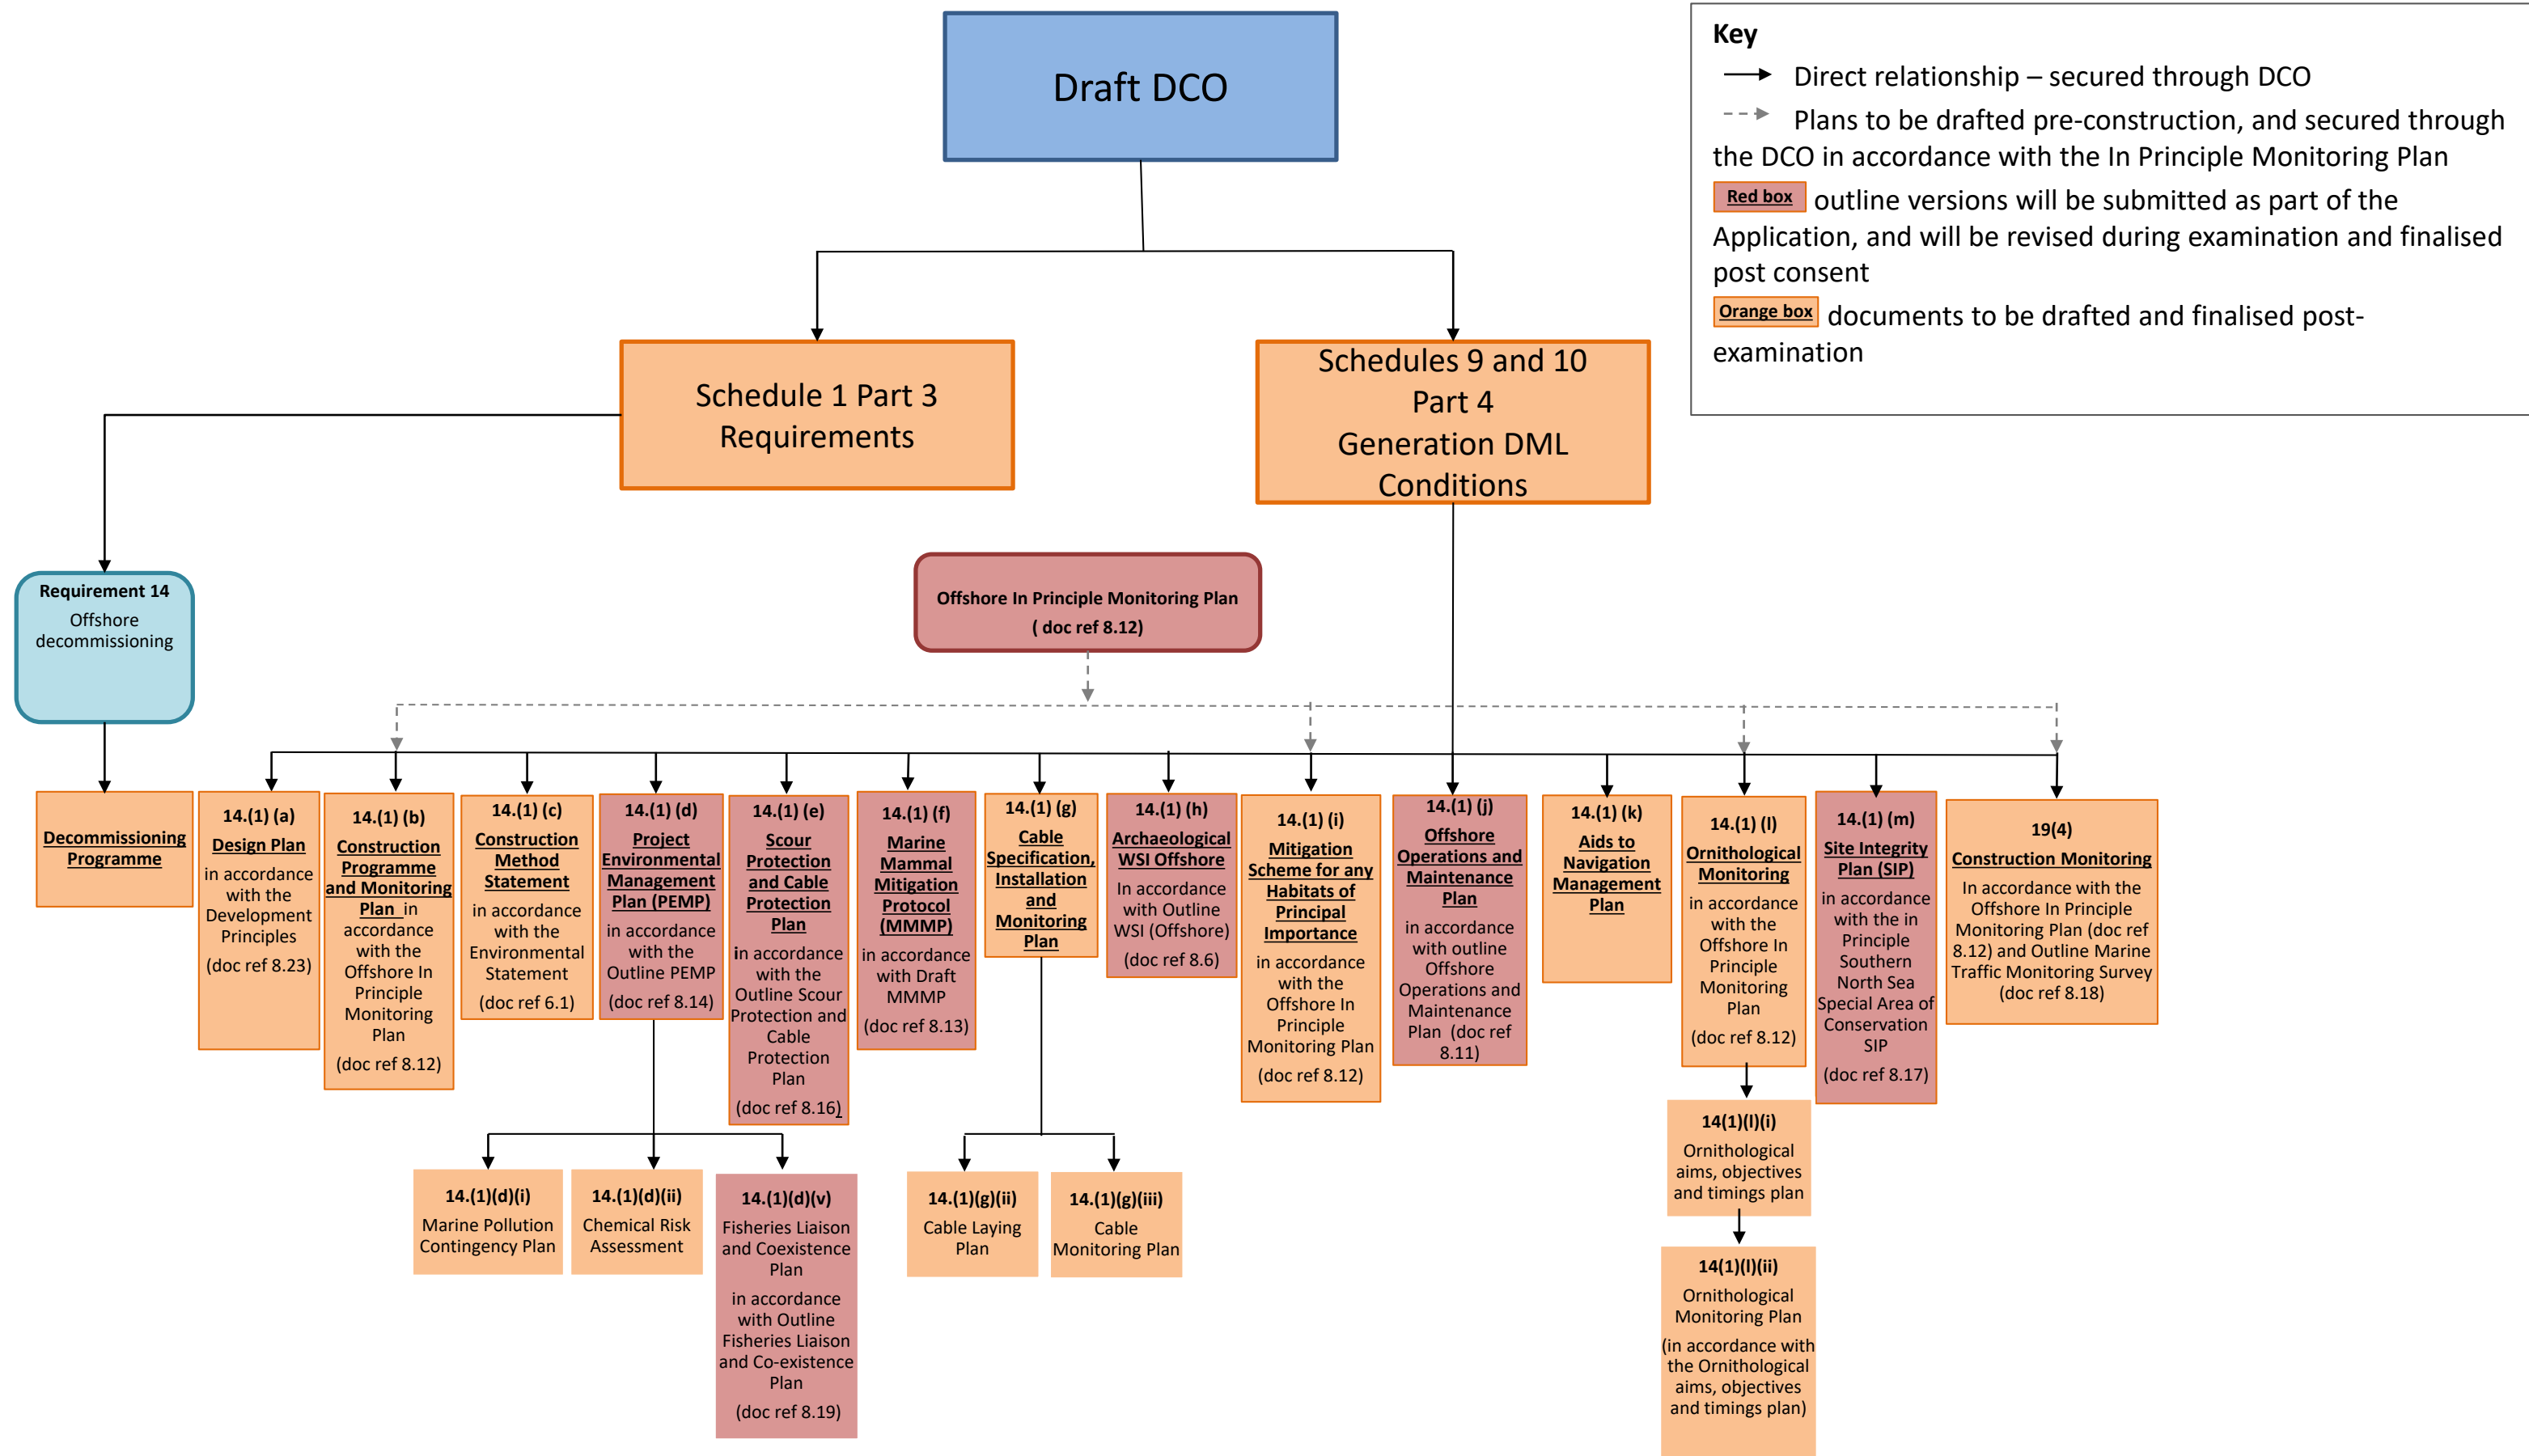 Draft DCO
Key
Direct relationship – secured through DCO
Plans to be drafted pre-construction, and secured through
the DCO in accordance with the In Principle Monitoring Plan
Red box outline versions will be submitted as part of the
Application, and will be revised during examination and finalised
post consent
Orange box documents to be drafted and finalised post-
examination
Schedule 1 Part 3
Requirements
Schedules 9 and 10
Part 4
Generation DML
Conditions
Requirement 14
Offshore
decommissioning
Offshore In Principle Monitoring Plan
( doc ref 8.12)
Decommissioning
Programme
14.(1) (a)
Design Plan
in accordance
with the
Development
Principles
(doc ref 8.23)
14.(1) (b)
Construction
Programme
and Monitoring
Plan in
accordance
with the
Offshore In
Principle
Monitoring
Plan
(doc ref 8.12)
14.(1) (c)
Construction
Method
Statement
in accordance
with the
Environmental
Statement
(doc ref 6.1)
14.(1) (d)
Project
Environmental
Management
Plan (PEMP)
in accordance
with the
Outline PEMP
(doc ref 8.14)
14.(1) (e)
Scour
Protection
and Cable
Protection
Plan
in accordance
with the
Outline Scour
Protection and
Cable
Protection
Plan
(doc ref 8.16)
14.(1) (f)
Marine
Mammal
Mitigation
Protocol
(MMMP)
in accordance
with Draft
MMMP
(doc ref 8.13)
14.(1) (g)
Cable
Specification,
Installation
and
Monitoring
Plan
14.(1) (h)
Archaeological
WSI Offshore
In accordance
with Outline
WSI (Offshore)
(doc ref 8.6)
14.(1) (i)
Mitigation
Scheme for any
Habitats of
Principal
Importance
in accordance
with the
Offshore In
Principle
Monitoring Plan
(doc ref 8.12)
14.(1) (j)
Offshore
Operations and
Maintenance
Plan
in accordance
with outline
Offshore
Operations and
Maintenance
Plan (doc ref
8.11)
14.(1) (k)
Aids to
Navigation
Management
Plan
14.(1) (l)
Ornithological
Monitoring
in accordance
with the
Offshore In
Principle
Monitoring
Plan
(doc ref 8.12)
14.(1) (m)
Site Integrity
Plan (SIP)
in accordance
with the in
Principle
Southern
North Sea
Special Area of
Conservation
SIP
(doc ref 8.17)
19(4)
Construction Monitoring
In accordance with the
Offshore In Principle
Monitoring Plan (doc ref
8.12) and Outline Marine
Traffic Monitoring Survey
(doc ref 8.18)
14.(1)(d)(i)
Marine Pollution
Contingency Plan
14.(1)(d)(ii)
Chemical Risk
Assessment
14.(1)(d)(v)
Fisheries Liaison
and Coexistence
Plan
in accordance
with Outline
Fisheries Liaison
and Co-existence
Plan
(doc ref 8.19)
14.(1)(g)(ii)
Cable Laying
Plan
14.(1)(g)(iii)
Cable
Monitoring Plan
14(1)(l)(i)
Ornithological
aims, objectives
and timings plan
14(1)(l)(ii)
Ornithological
Monitoring Plan
(in accordance with
the Ornithological
aims, objectives
and timings plan)